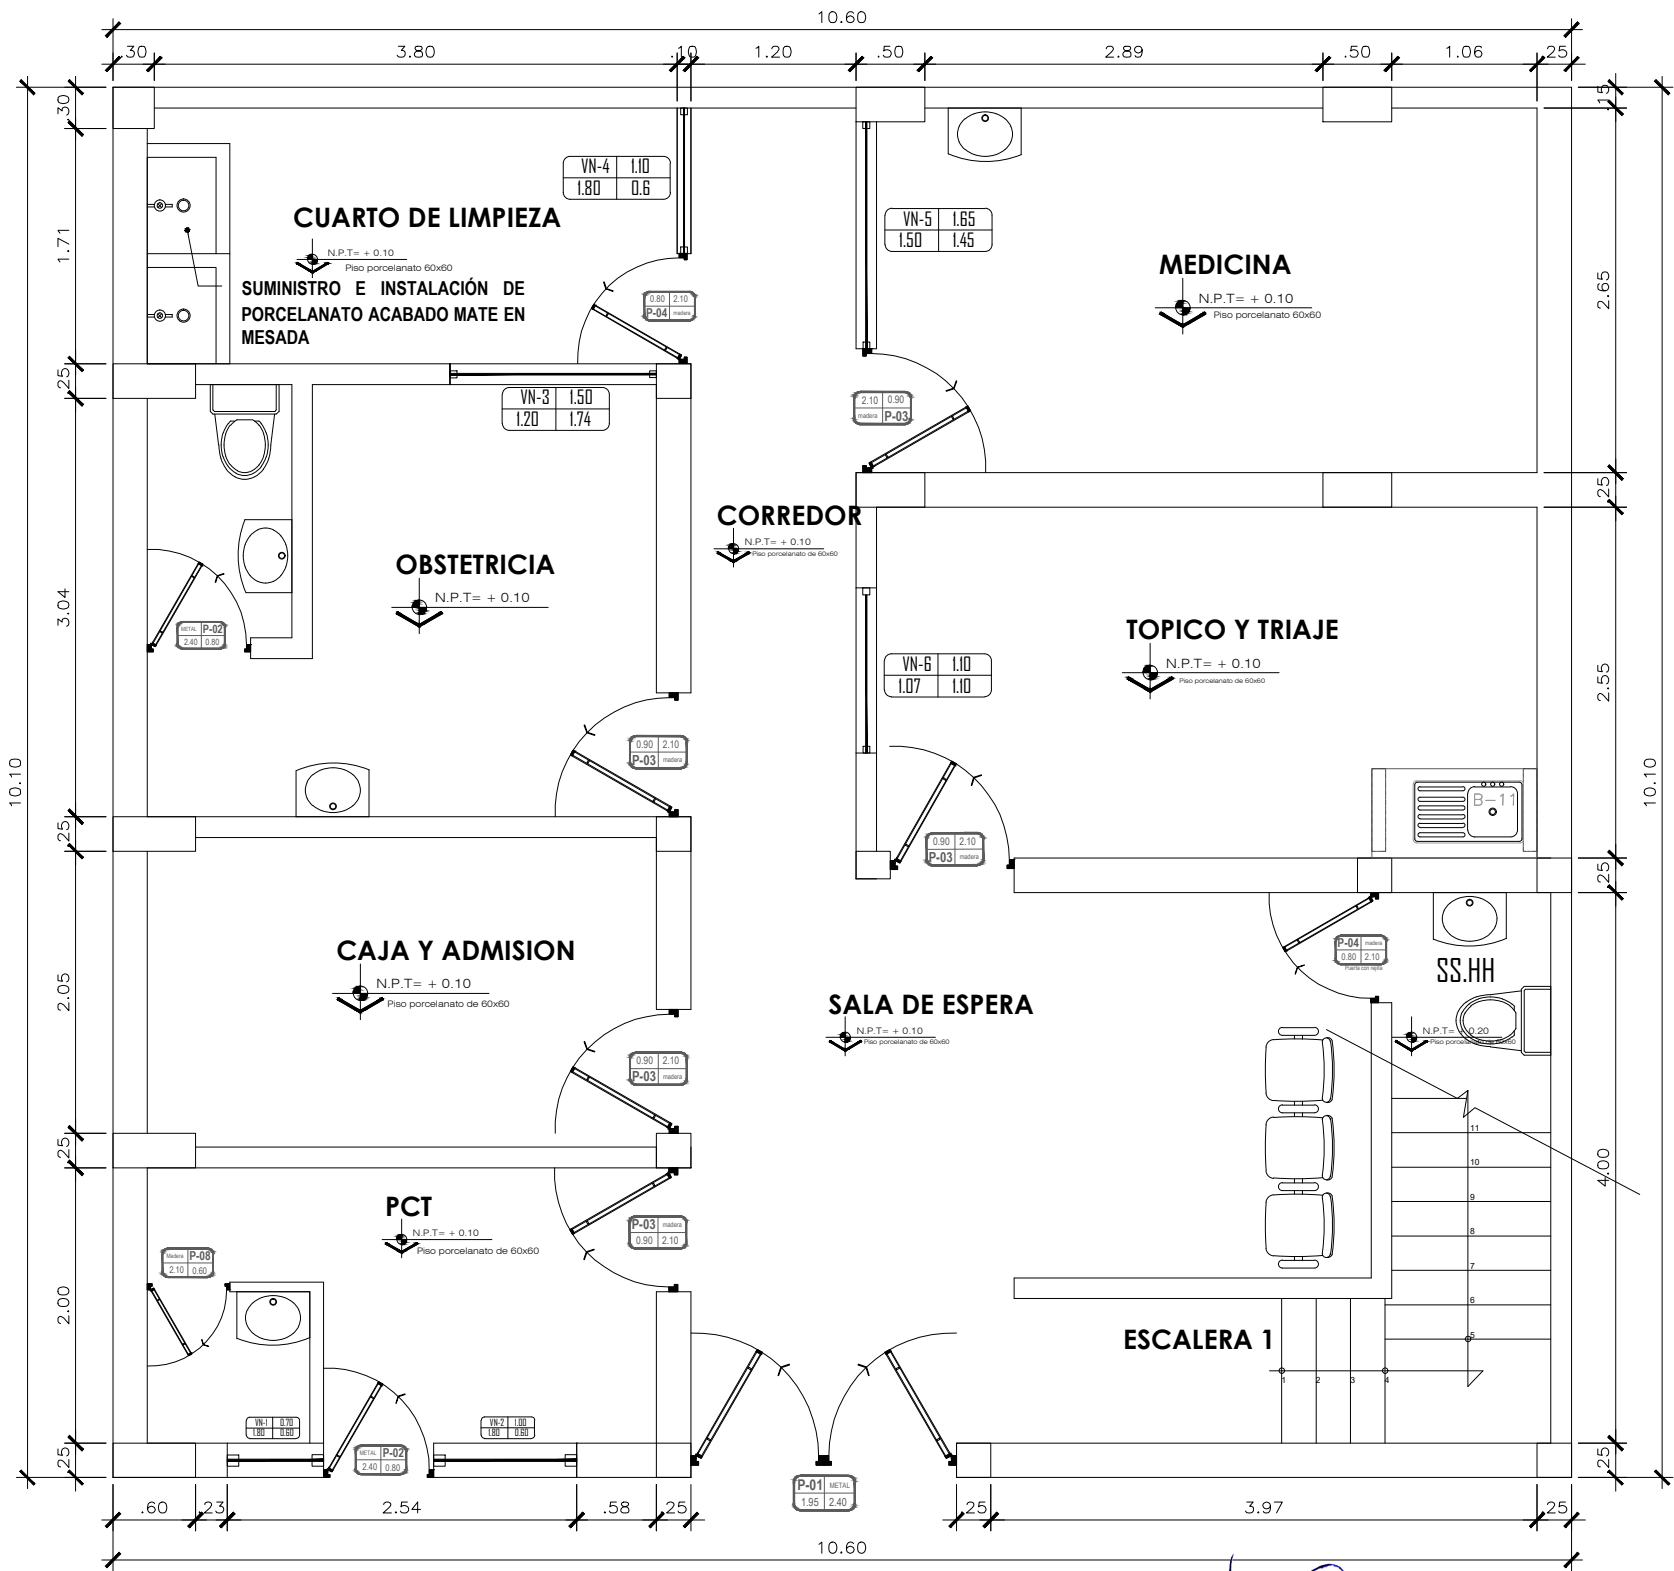 10.60
.30 3.80 .10 1.20 .50 2.89 .50 1.06 .25
.30
.15
VN-4 1.10
1.80 0.6
CUARTO DE LIMPIEZA
N.P.T= + 0.10
Piso porcelanato 60x60
SUMINISTRO E INSTALACIÓN DE
PORCELANATO ACABADO MATE EN
MESADA
1.71
VN-5 1.65
1.50 1.45
MEDICINA
N.P.T= + 0.10
Piso porcelanato 60x60
2.65
0.80 2.10
P-04 madera
.25
VN-3 1.50
1.20 1.74
2.10 0.90
madera P-03
.25
CORREDOR
N.P.T= + 0.10
Piso porcelanato de 60x60
OBSTETRICIA
N.P.T= + 0.10
3.04
METAL P-02
2.40 0.80
TOPICO Y TRIAJE
N.P.T= + 0.10
Piso porcelanato de 60x60
VN-6 1.10
1.07 1.10
2.55
0.90 2.10
P-03 madera
10.10
10.10
B-11
.25
0.90 2.10
P-03 madera
.25
CAJA Y ADMISION
N.P.T= + 0.10
Piso porcelanato de 60x60
2.05
P-04 madera
0.80 2.10
Puerta con rejilla
SS.HH
SALA DE ESPERA
N.P.T= + 0.10
Piso porcelanato de 60x60
N.P.T= + 0.20
Piso porcelanato de 60x60
0.90 2.10
P-03 madera
.25
11
10
9
8
7
6
5
4.00
PCT
N.P.T= + 0.10
Piso porcelanato de 60x60
P-03 madera
0.90 2.10
Madera P-08
2.10 0.60
2.00
ESCALERA 1
1 2 3 4
VN-1 0.70
1.80 0.60
VN-2 1.00
1.80 0.60
METAL P-02
2.40 0.80
.25
.25
P-01 METAL
1.95 2.40
.60 .23 2.54 .58 .25 .25 3.97 .25
10.60